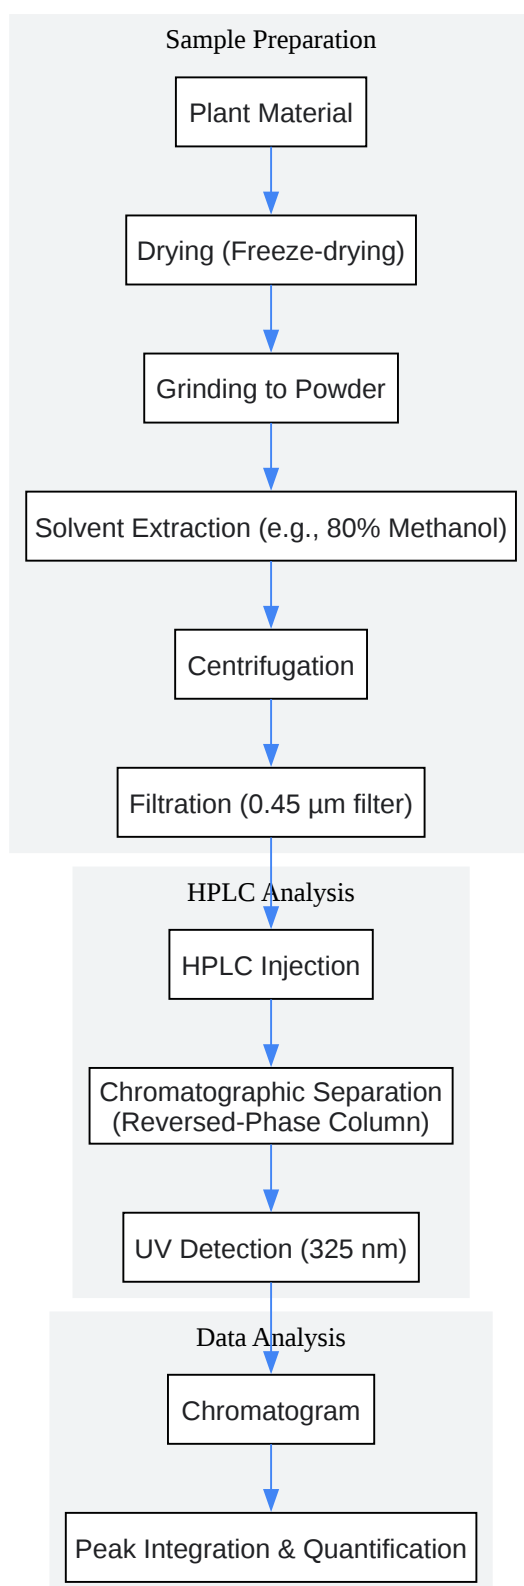 Sample Preparation
Plant Material
Drying (Freeze-drying)
Grinding to Powder
Solvent Extraction (e.g., 80% Methanol)
Centrifugation
Filtration (0.45 µm filter)
HPLC Analysis
HPLC Injection
Chromatographic Separation
(Reversed-Phase Column)
UV Detection (325 nm)
Data Analysis
Chromatogram
Peak Integration & Quantification